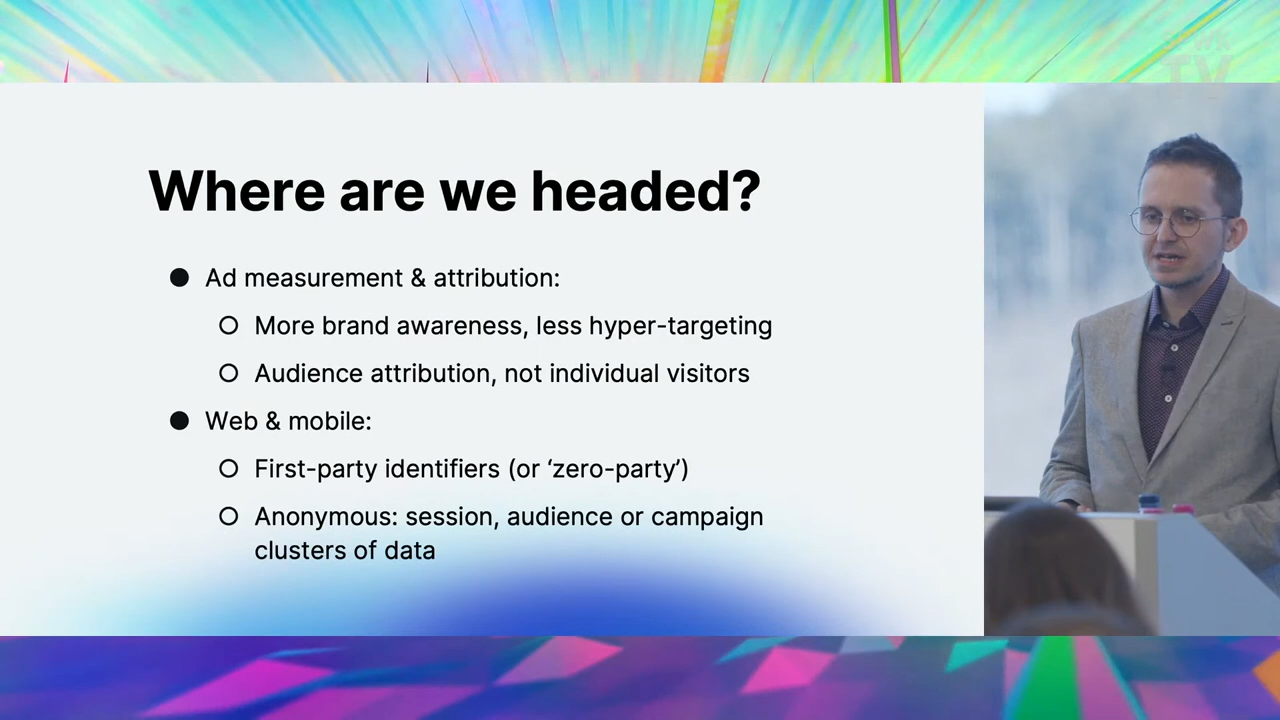 Where are we headed?
● Ad measurement & attribution:
○ More brand awareness, less hyper-targeting
○ Audience attribution, not individual visitors
● Web & mobile:
○ First-party identifiers (or ‘zero-party’)
○ Anonymous: session, audience or campaign
clusters of data
TV